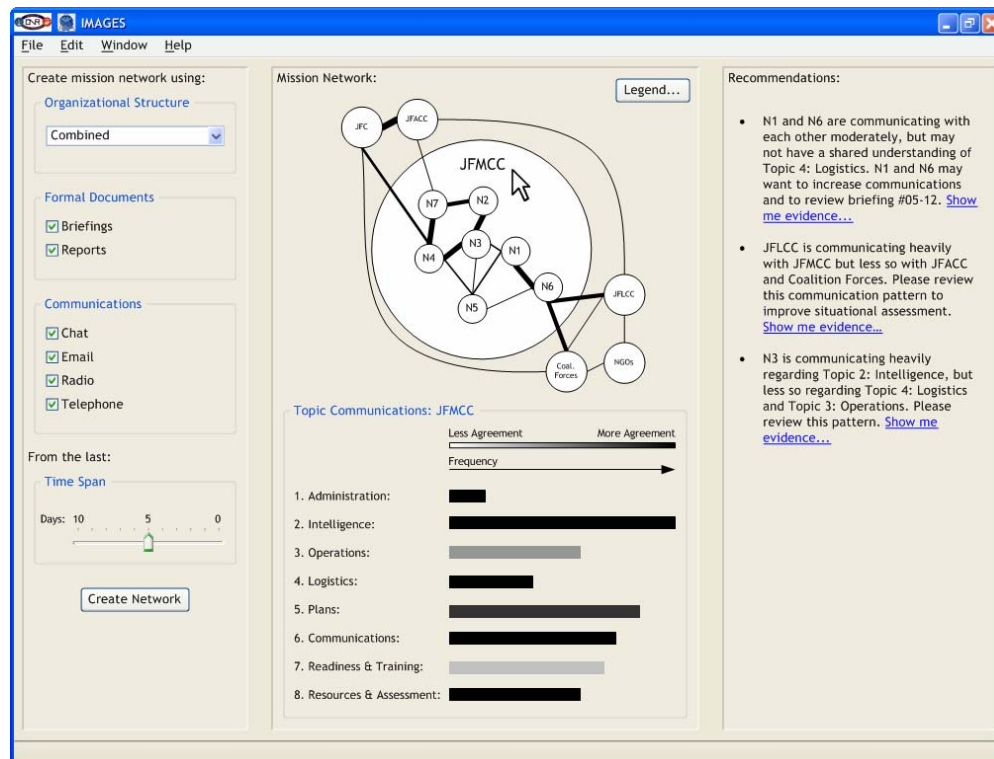 CNR IMAGES
File Edit Window Help
Create mission network using:
Organizational Structure
Combined
Formal Documents
Briefings
Reports
Communications
Chat
Email
Radio
Telephone
From the last:
Time Span
Days: 10 5 0
Create Network
Mission Network:
Legend...
JFC
JFACC
JFMCC
N7
N2
N3
N1
N4
N6
N5
JFLCC
Coal.
Forces
NGOs
Topic Communications: JFMCC
Less Agreement More Agreement
Frequency
1. Administration:
2. Intelligence:
3. Operations:
4. Logistics:
5. Plans:
6. Communications:
7. Readiness & Training:
8. Resources & Assessment:
Recommendations:
• N1 and N6 are communicating with
each other moderately, but may
not have a shared understanding of
Topic 4: Logistics. N1 and N6 may
want to increase communications
and to review briefing #05-12. Show
me evidence...
• JFLCC is communicating heavily
with JFMCC but less so with JFACC
and Coalition Forces. Please review
this communication pattern to
improve situational assessment.
Show me evidence…
• N3 is communicating heavily
regarding Topic 2: Intelligence, but
less so regarding Topic 4: Logistics
and Topic 3: Operations. Please
review this pattern. Show me
evidence...